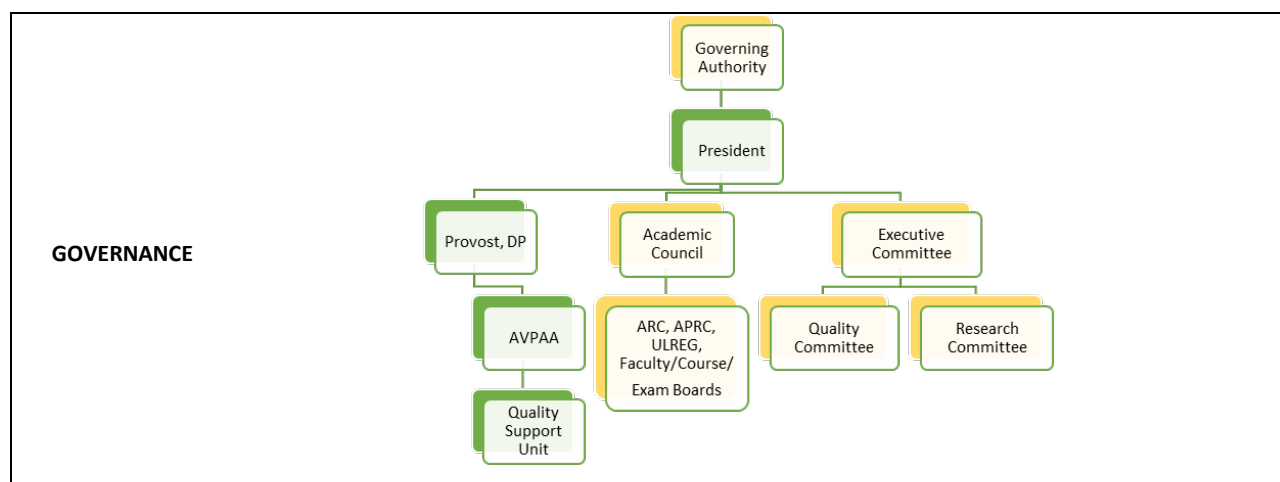 Governing
Authority
President
GOVERNANCE
Provost, DP
Academic
Council
Executive
Committee
AVPAA
ARC, APRC,
ULREG,
Faculty/Course/
Exam Boards
Quality
Committee
Research
Committee
Quality
Support
Unit